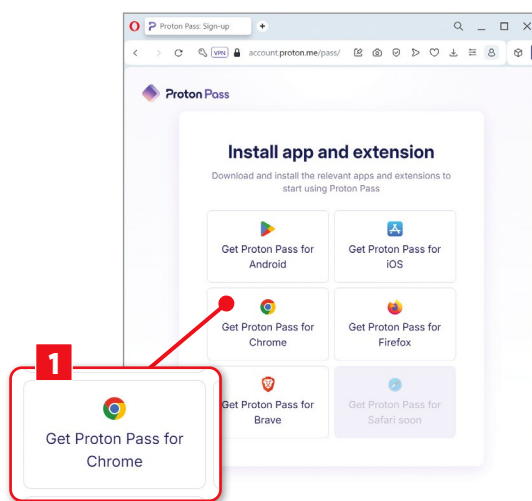 Proton Pass: Sign-up
VPN
account.proton.me/pass/
Proton Pass
Install app and extension
Download and install the relevant apps and extensions to
start using Proton Pass
Get Proton Pass for
Android
Get Proton Pass for
iOS
Get Proton Pass for
Chrome
Get Proton Pass for
Firefox
Get Proton Pass for
Brave
Get Proton Pass for
Safari soon
1
Get Proton Pass for
Chrome